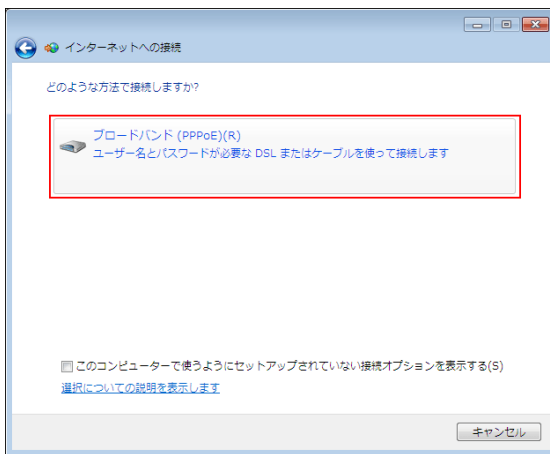 インターネットへの接続
どのような方法で接続しますか?
ブロードバンド (PPPoE)(R)
ユーザー名とパスワードが必要な DSL またはケーブルを使って接続します
このコンピューターで使うようにセットアップされていない接続オプションを表示する(S)
選択についての説明を表示します
キャンセル